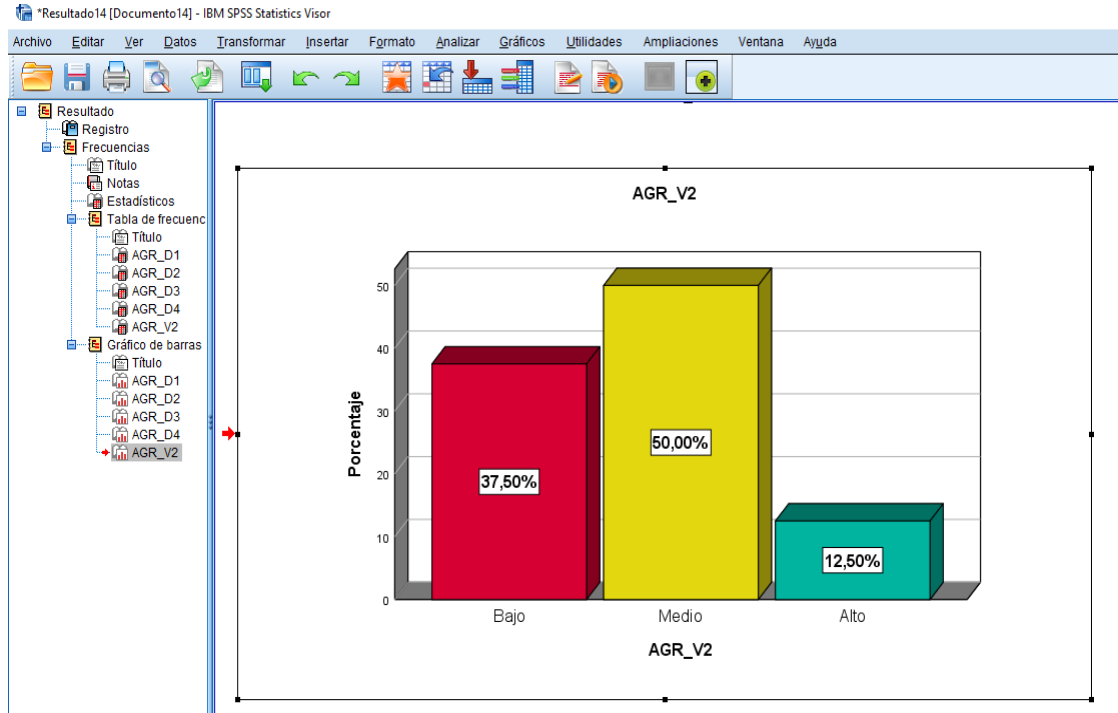 *Resultado14 [Documento14] - IBM SPSS Statistics Visor
Archivo Editar Ver Datos Transformar Insertar Formato Analizar Gráficos Utilidades Ampliaciones Ventana Ayuda
Resultado
Registro
Frecuencias
Título
Notas
Estadísticos
Tabla de frecuenc
Título
AGR_D1
AGR_D2
AGR_D3
AGR_D4
AGR_V2
Gráfico de barras
Título
AGR_D1
AGR_D2
AGR_D3
AGR_D4
AGR_V2
AGR_V2
Porcentaje
50
40
30
20
10
0
37,50%
50,00%
12,50%
Bajo Medio Alto
AGR_V2